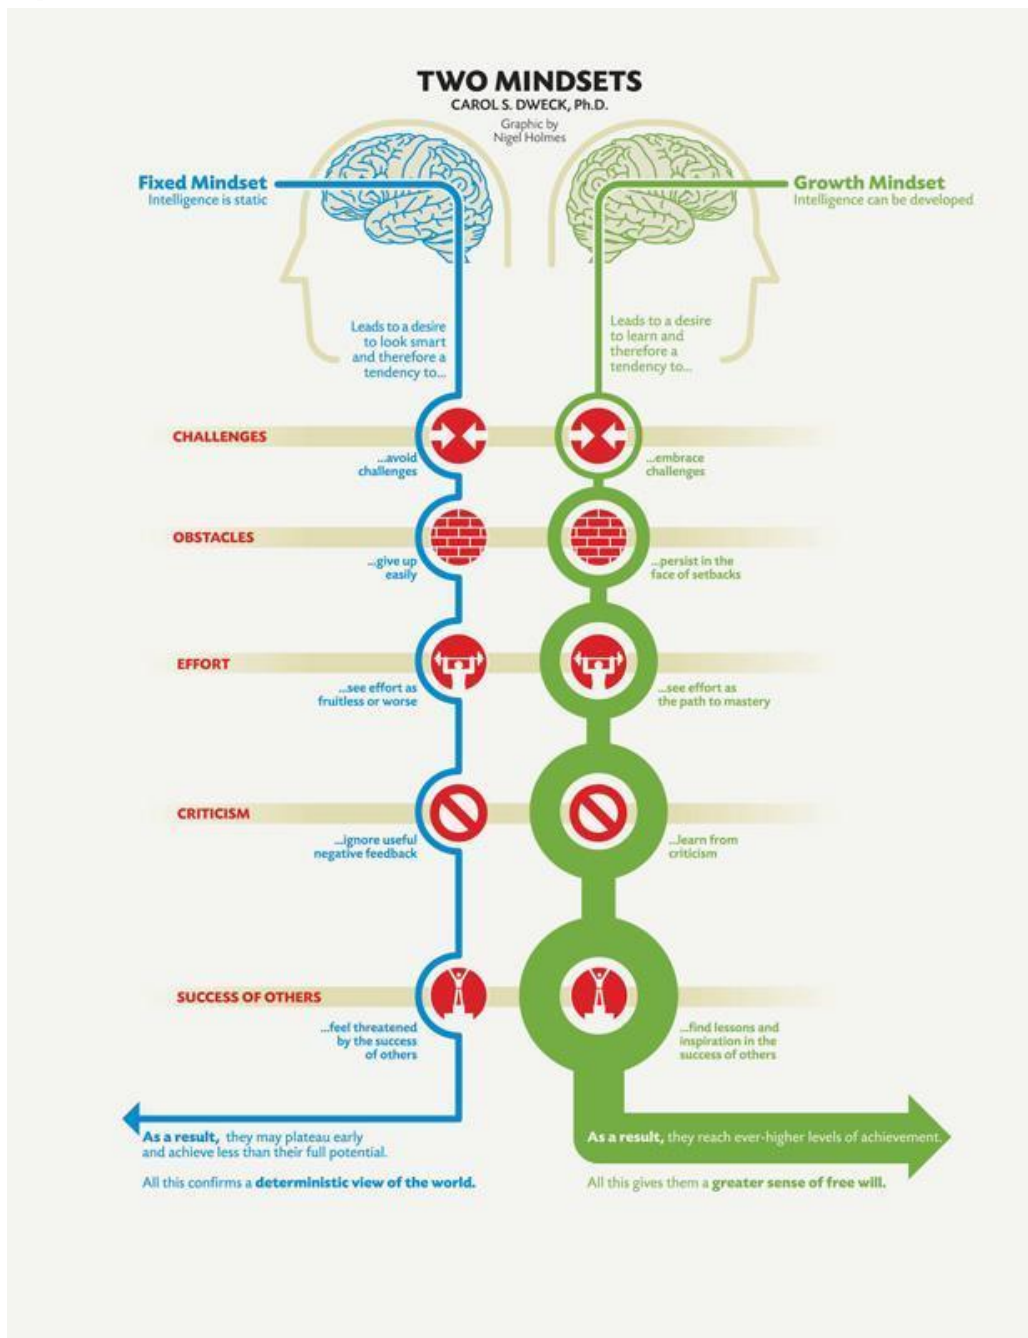 TWO MINDSETS
CAROL S. DWECK, Ph.D.
Graphic by
Nigel Holmes
Fixed Mindset
Intelligence is static
Growth Mindset
Intelligence can be developed
Leads to a desire
to look smart
and therefore a
tendency to...
Leads to a desire
to learn and
therefore a
tendency to...
CHALLENGES
...avoid
challenges
...embrace
challenges
OBSTACLES
...give up
easily
...persist in the
face of setbacks
EFFORT
...see effort as
fruitless or worse
...see effort as
the path to mastery
CRITICISM
...ignore useful
negative feedback
...learn from
criticism
SUCCESS OF OTHERS
...feel threatened
by the success
of others
...find lessons and
inspiration in the
success of others
As a result, they may plateau early
and achieve less than their full potential.
All this confirms a deterministic view of the world.
As a result, they reach ever-higher levels of achievement.
All this gives them a greater sense of free will.